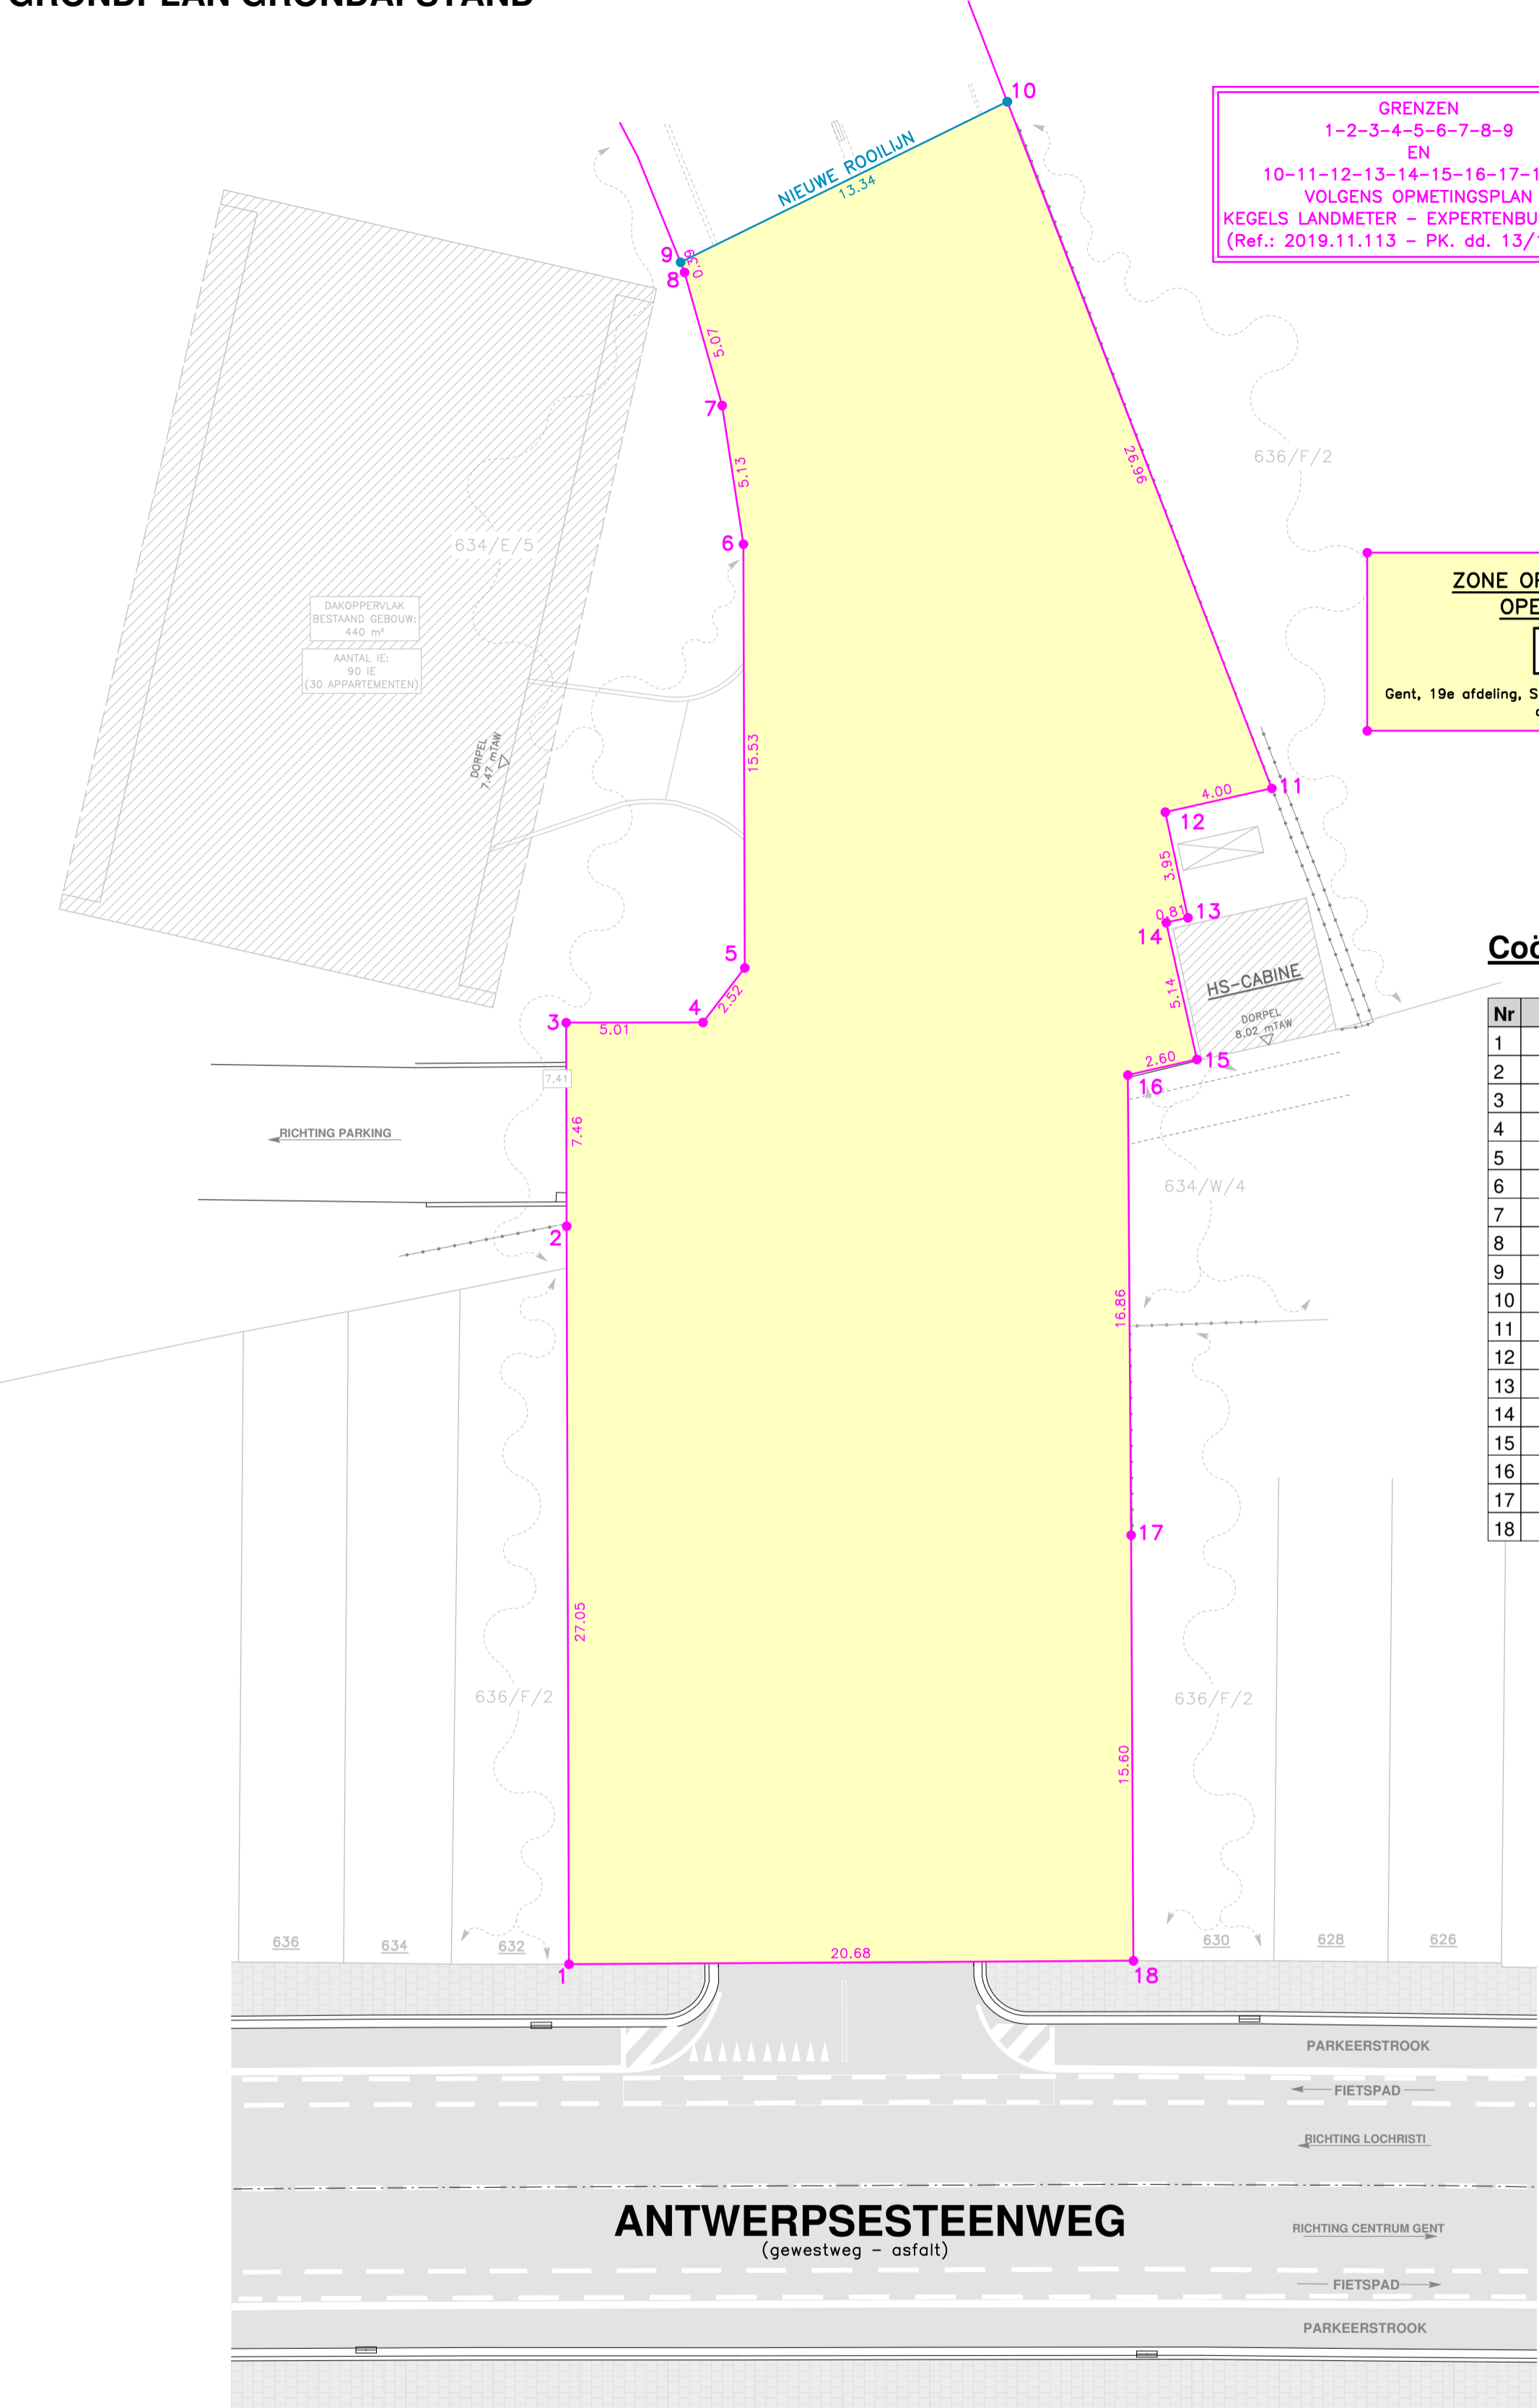 10
NIEUWE ROOILIJN
13.34
GRENZEN
1-2-3-4-5-6-7-8-9
EN
10-11-12-13-14-15-16-17-1
VOLGENS OPMETINGSPLAN
KEGELS LANDMETER - EXPERTENBU
(Ref.: 2019.11.113 - PK. dd. 13/
9
0.39
8
5.07
7
5.13
6
26.96
636/F/2
634/E/5
DAKOPPERVLAK
BESTAAND GEBOUW:
440 m²
AANTAL IE:
90 IE
(30 APPARTEMENTEN)
DORPEL
7.47 mTAW
15.53
ZONE OP
OPE
Gent, 19e afdeling, S
11
4.00
12
3.95
0.81
13
14
5.14
HS-CABINE
DORPEL
8.02 mTAW
5
4
2.52
3
5.01
7.41
2.60
15
16
RICHTING PARKING
7.46
2
634/W/4
16.86
17
27.05
636/F/2
636/F/2
15.60
Nr
1
2
3
4
5
6
7
8
9
10
11
12
13
14
15
16
17
18
636
634
632
20.68
630
628
626
1
18
PARKEERSTROOK
FIETSPAD
RICHTING LOCHRISTI
ANTWERPSESTEENWEG
(gewestweg - asfalt)
RICHTING CENTRUM GENT
FIETSPAD
PARKEERSTROOK